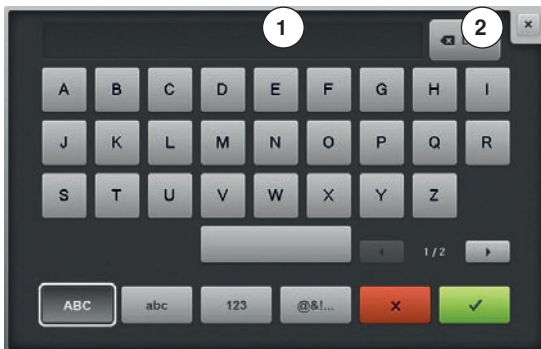 1 2
A B C D E F G H I
J K L M N O P Q R
S T U V W X Y Z
1/2
ABC abc 123 @&!...